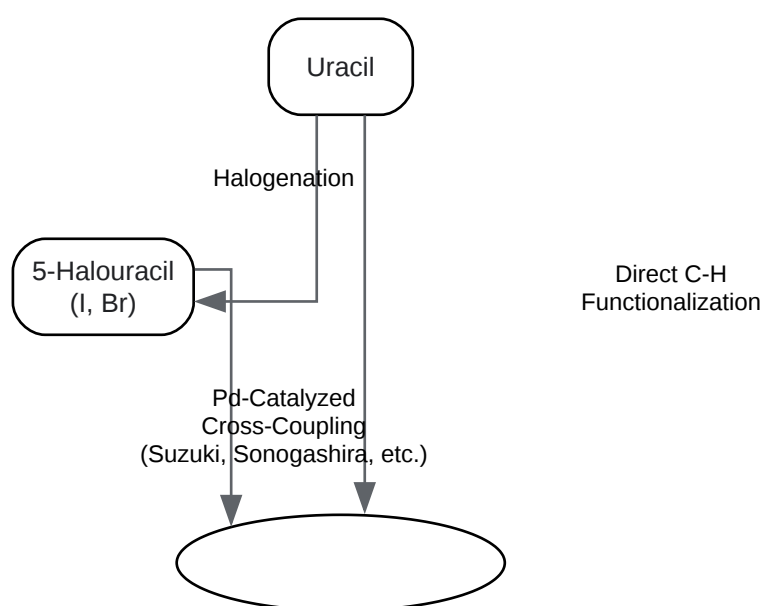 Uracil
Halogenation
5-Halouracil
(I, Br)
Direct C-H
Functionalization
Pd-Catalyzed
Cross-Coupling
(Suzuki, Sonogashira, etc.)